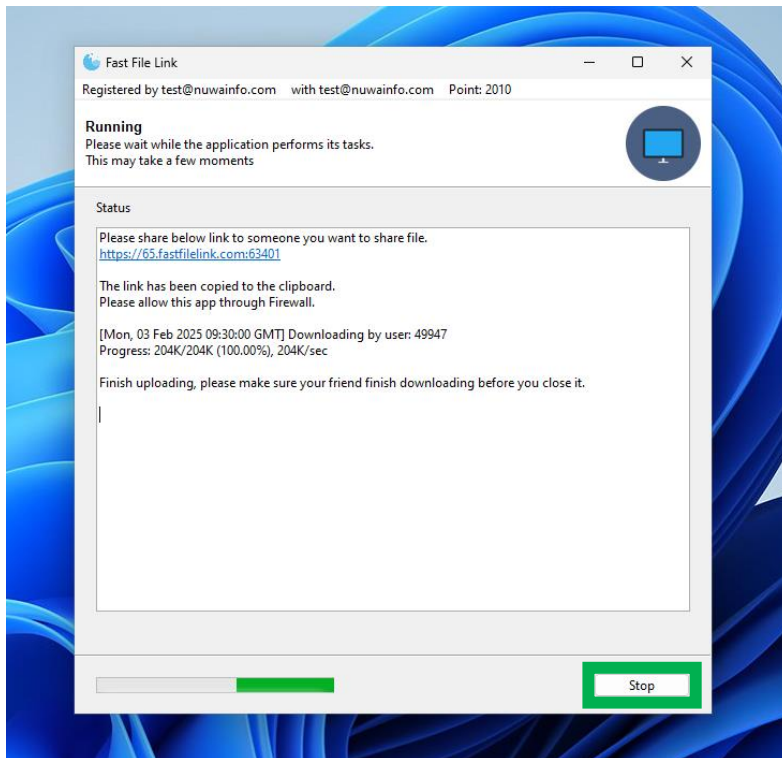 Fast File Link
Registered by test@nuwainfo.com with test@nuwainfo.com Point: 2010
Running
Please wait while the application performs its tasks.
This may take a few moments
Status
Please share below link to someone you want to share file.
https://65.fastfilelink.com:63401
The link has been copied to the clipboard.
Please allow this app through Firewall.
[Mon, 03 Feb 2025 09:30:00 GMT] Downloading by user: 49947
Progress: 204K/204K (100.00%), 204K/sec
Finish uploading, please make sure your friend finish downloading before you close it.
Stop